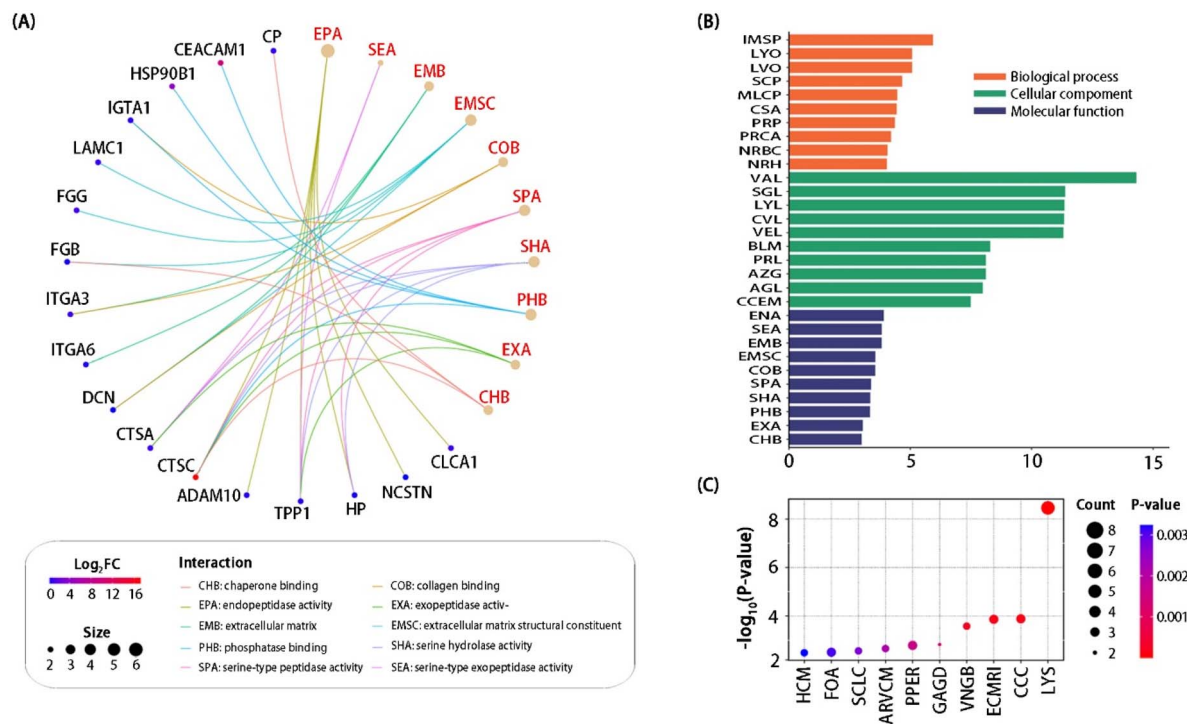 (A)
CP
EPA
SEA
CEACAM1
EMB
HSP90B1
EMSC
IGTA1
COB
LAMC1
SPA
FGG
SHA
FGB
PHB
ITGA3
EXA
ITGA6
CHB
DCN
CTSA
CLCA1
CTSC
NCSTN
ADAM10
HP
TPP1
Log2FC
0 4 8 12 16
Size
2 3 4 5 6
Interaction
CHB: chaperone binding
EPA: endopeptidase activity
EMB: extracellular matrix
PHB: phosphatase binding
SPA: serine-type peptidase activity
COB: collagen binding
EXA: exopeptidase activ-
EMSC: extracellular matrix structural constituent
SHA: serine hydrolase activity
SEA: serine-type exopeptidase activity
(B)
IMSP
LYO
LVO
SCP
MLCP
CSA
PRP
PRCA
NRBC
NRH
VAL
SGL
LYL
CVL
VEL
BLM
PRL
AZG
AGL
CCEM
ENA
SEA
EMB
EMSC
COB
SPA
SHA
PHB
EXA
CHB
0 5 10 15
Biological process
Cellular compoment
Molecular function
(C)
-log10(P-value)
8
6
4
2
HCM
FOA
SCLC
ARVCM
PPER
GAGD
VNGB
ECMRI
CCC
LYS
Count
8
7
6
5
4
3
2
P-value
0.003
0.002
0.001